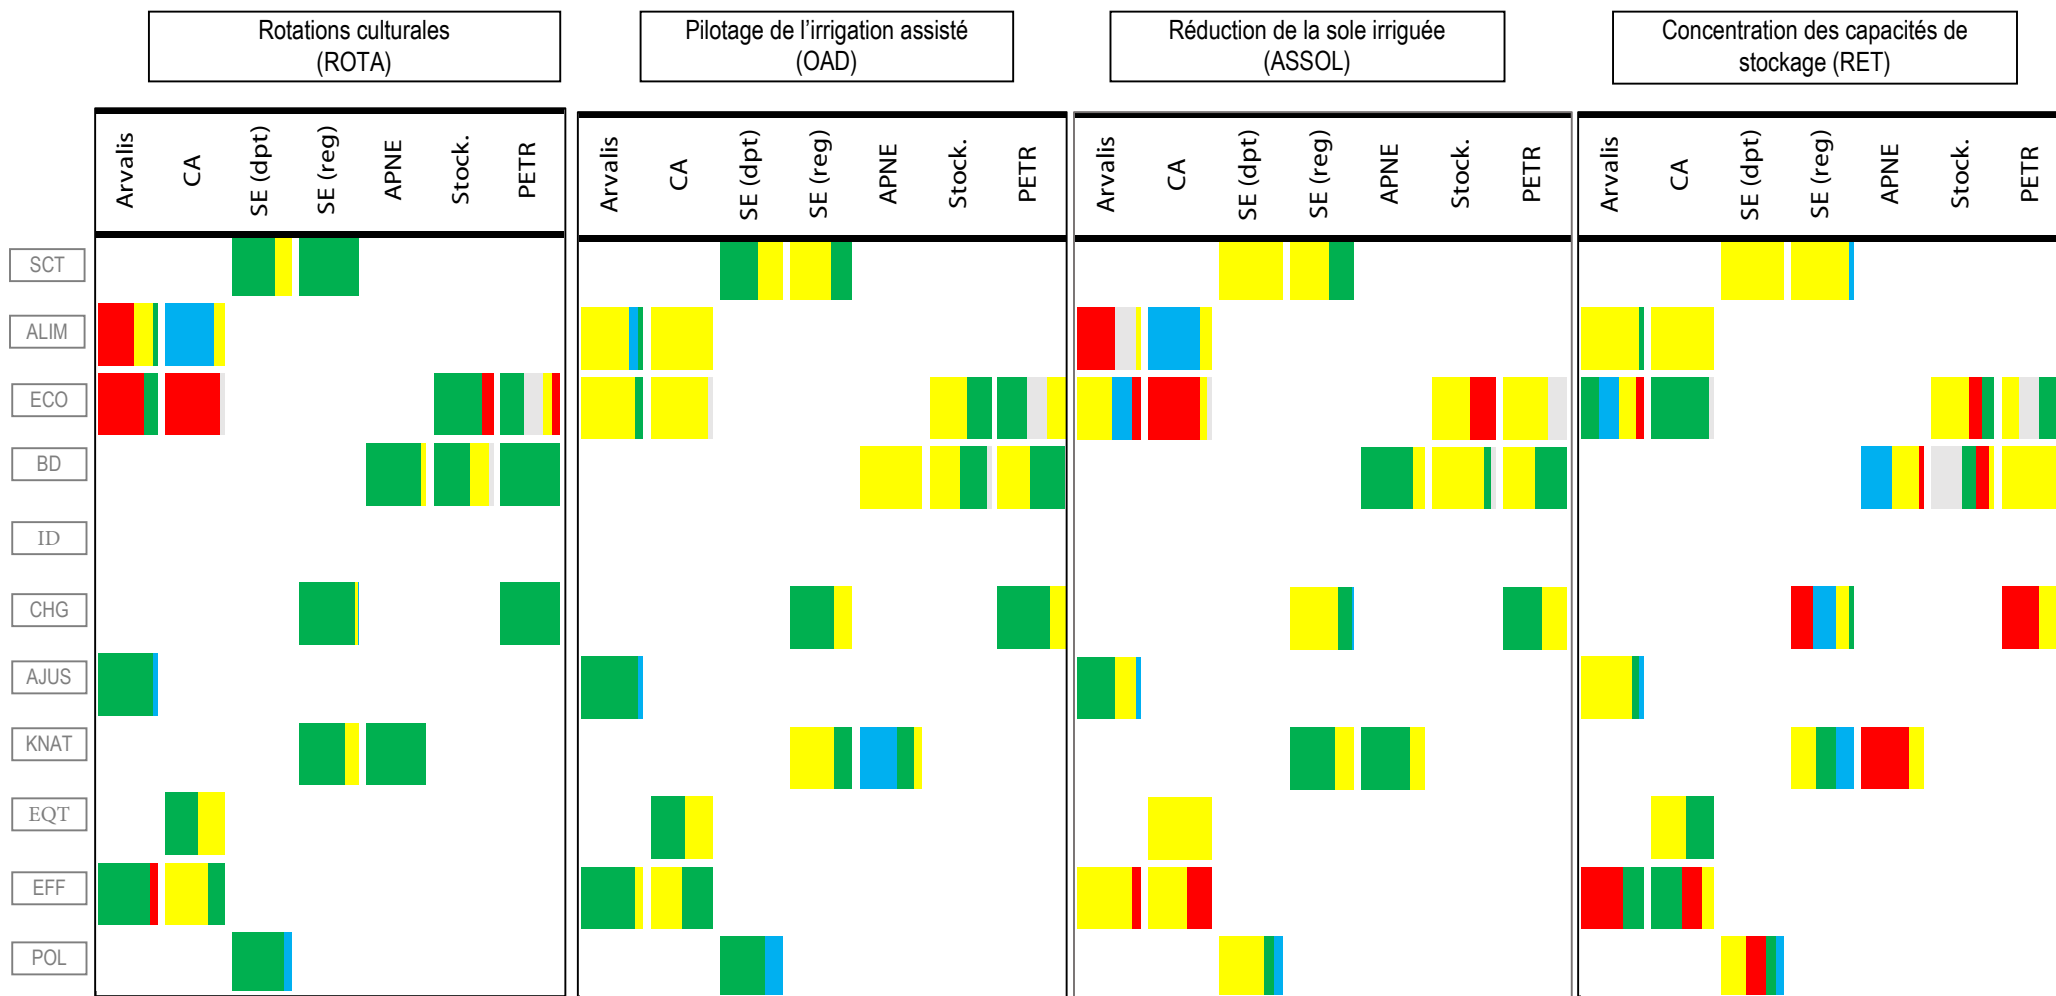 Rotations culturales
(ROTA)
Pilotage de l'irrigation assisté
(OAD)
Réduction de la sole irriguée
(ASSOL)
Concentration des capacités de
stockage (RET)
Arvalis
CA
SE (dpt)
SE (reg)
APNE
Stock.
PETR
Arvalis
CA
SE (dpt)
SE (reg)
APNE
Stock.
PETR
Arvalis
CA
SE (dpt)
SE (reg)
APNE
Stock.
PETR
Arvalis
CA
SE (dpt)
SE (reg)
APNE
Stock.
PETR
SCT
ALIM
ECO
BD
ID
CHG
AJUS
KNAT
EQT
EFF
POL